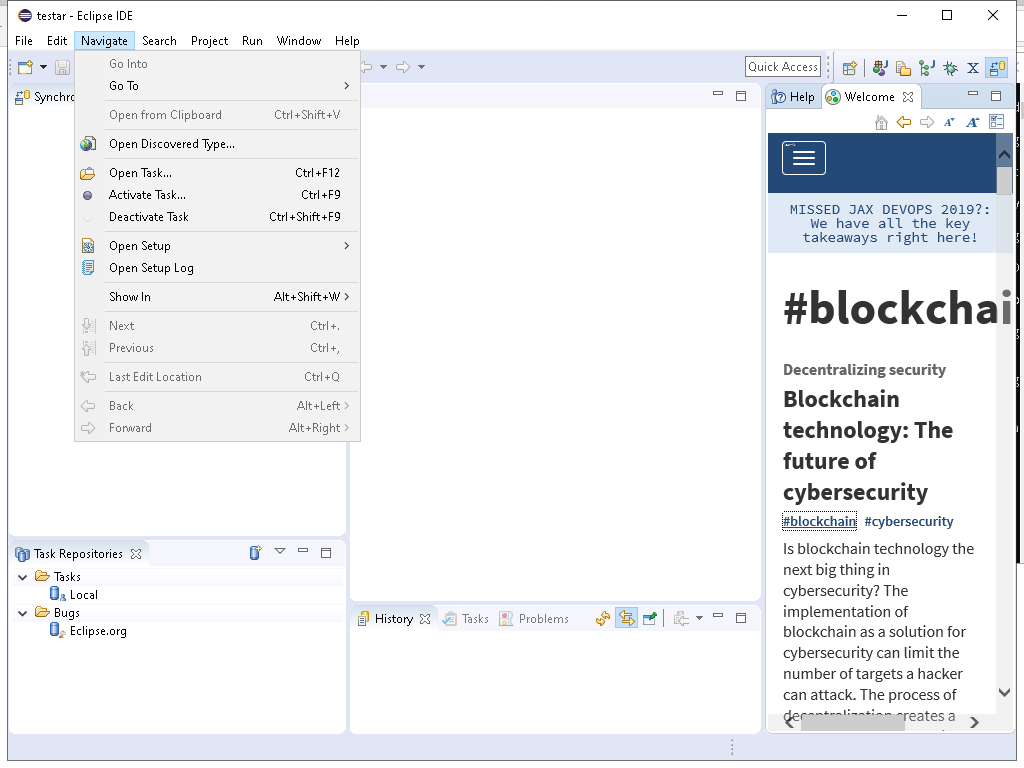 testar - Eclipse IDE
File Edit Navigate Search Project Run Window Help
Quick Access
Go Into
Go To
Open from Clipboard Ctrl+Shift+V
Open Discovered Type...
Open Task... Ctrl+F12
Activate Task... Ctrl+F9
Deactivate Task Ctrl+Shift+F9
Open Setup
Open Setup Log
Show In Alt+Shift+W
Next Ctrl+.
Previous Ctrl+,
Last Edit Location Ctrl+Q
Back Alt+Left
Forward Alt+Right
Synchro
Task Repositories
Tasks
Local
Bugs
Eclipse.org
History Tasks Problems
Help Welcome
MISSED JAX DEVOPS 2019?:
We have all the key
takeaways right here!
#blockchai
Decentralizing security
Blockchain
technology: The
future of
cybersecurity
#blockchain #cybersecurity
Is blockchain technology the
next big thing in
cybersecurity? The
implementation of
blockchain as a solution for
cybersecurity can limit the
number of targets a hacker
can attack. The process of
decentralization creates a